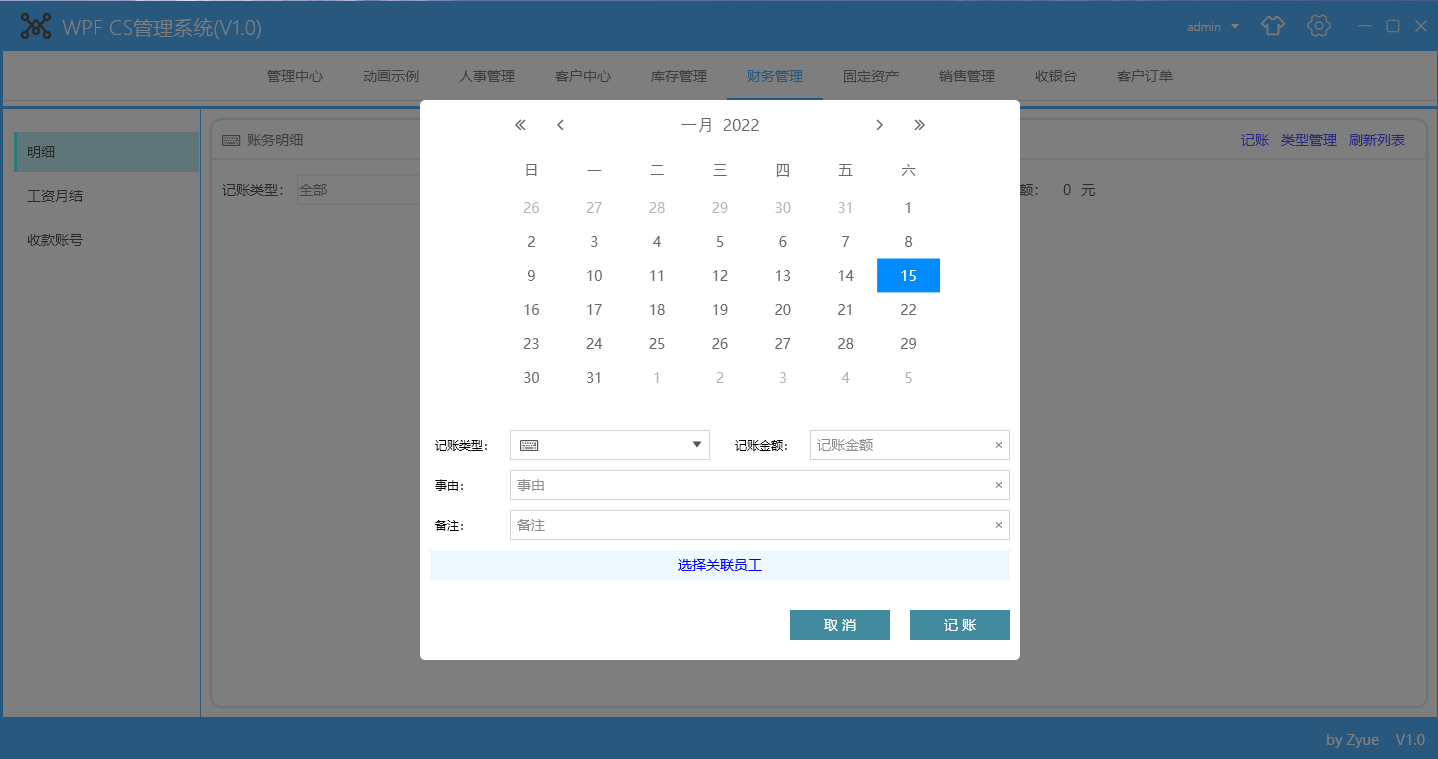 WPF CS管理系统(V1.0)
admin
管理中心 动画示例 人事管理 客户中心 库存管理 财务管理 固定资产 销售管理 收银台 客户订单
明细
工资月结
收款账号
账务明细
记账 类型管理 刷新列表
记账类型: 全部
额: 0 元
一月 2022
日 一 二 三 四 五 六
26 27 28 29 30 31 1
2 3 4 5 6 7 8
9 10 11 12 13 14 15
16 17 18 19 20 21 22
23 24 25 26 27 28 29
30 31 1 2 3 4 5
记账类型: 记账金额: 记账金额
事由: 事由
备注: 备注
选择关联员工
取 消 记 账
by Zyue V1.0